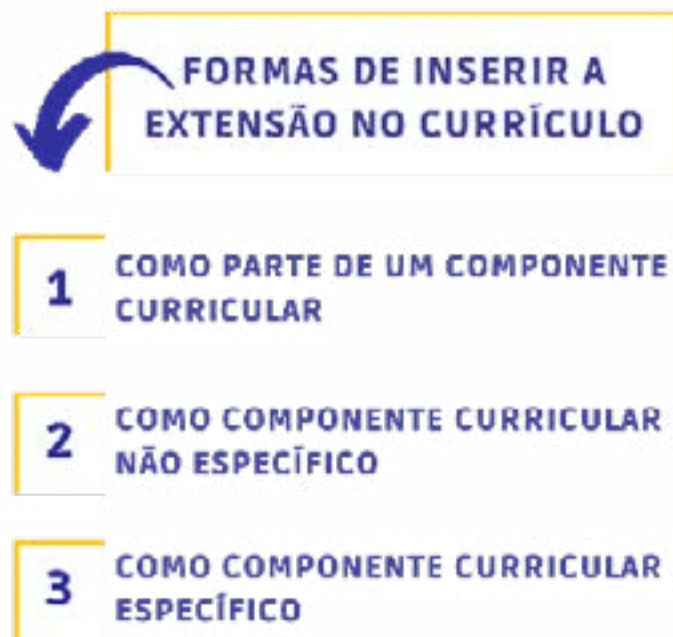 FORMAS DE INSERIR A
EXTENSÃO NO CURRÍCULO
1
COMO PARTE DE UM COMPONENTE
CURRICULAR
2
COMO COMPONENTE CURRICULAR
NÃO ESPECÍFICO
3
COMO COMPONENTE CURRICULAR
ESPECÍFICO